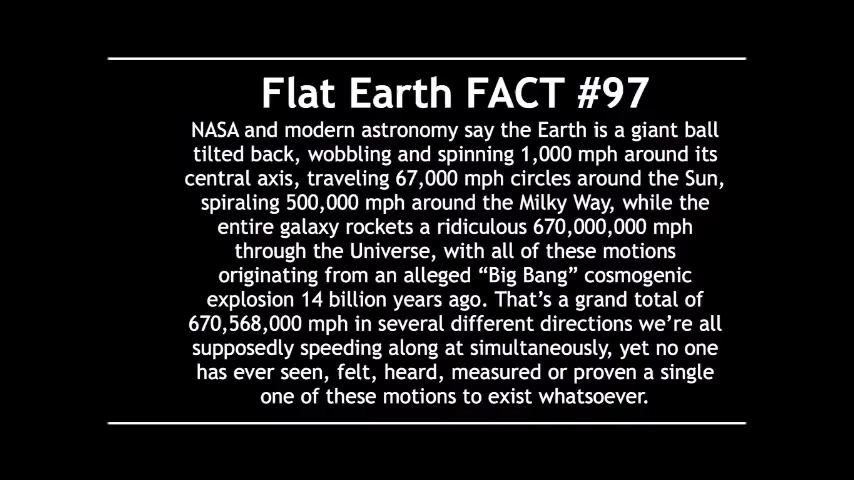 Flat Earth FACT #97
NASA and modern astronomy say the Earth is a giant ball
tilted back, wobbling and spinning 1,000 mph around its
central axis, traveling 67,000 mph circles around the Sun,
spiraling 500,000 mph around the Milky Way, while the
entire galaxy rockets a ridiculous 670,000,000 mph
through the Universe, with all of these motions
originating from an alleged “Big Bang” cosmogenic
explosion 14 billion years ago. That’s a grand total of
670,568,000 mph in several different directions we’re all
supposedly speeding along at simultaneously, yet no one
has ever seen, felt, heard, measured or proven a single
one of these motions to exist whatsoever.